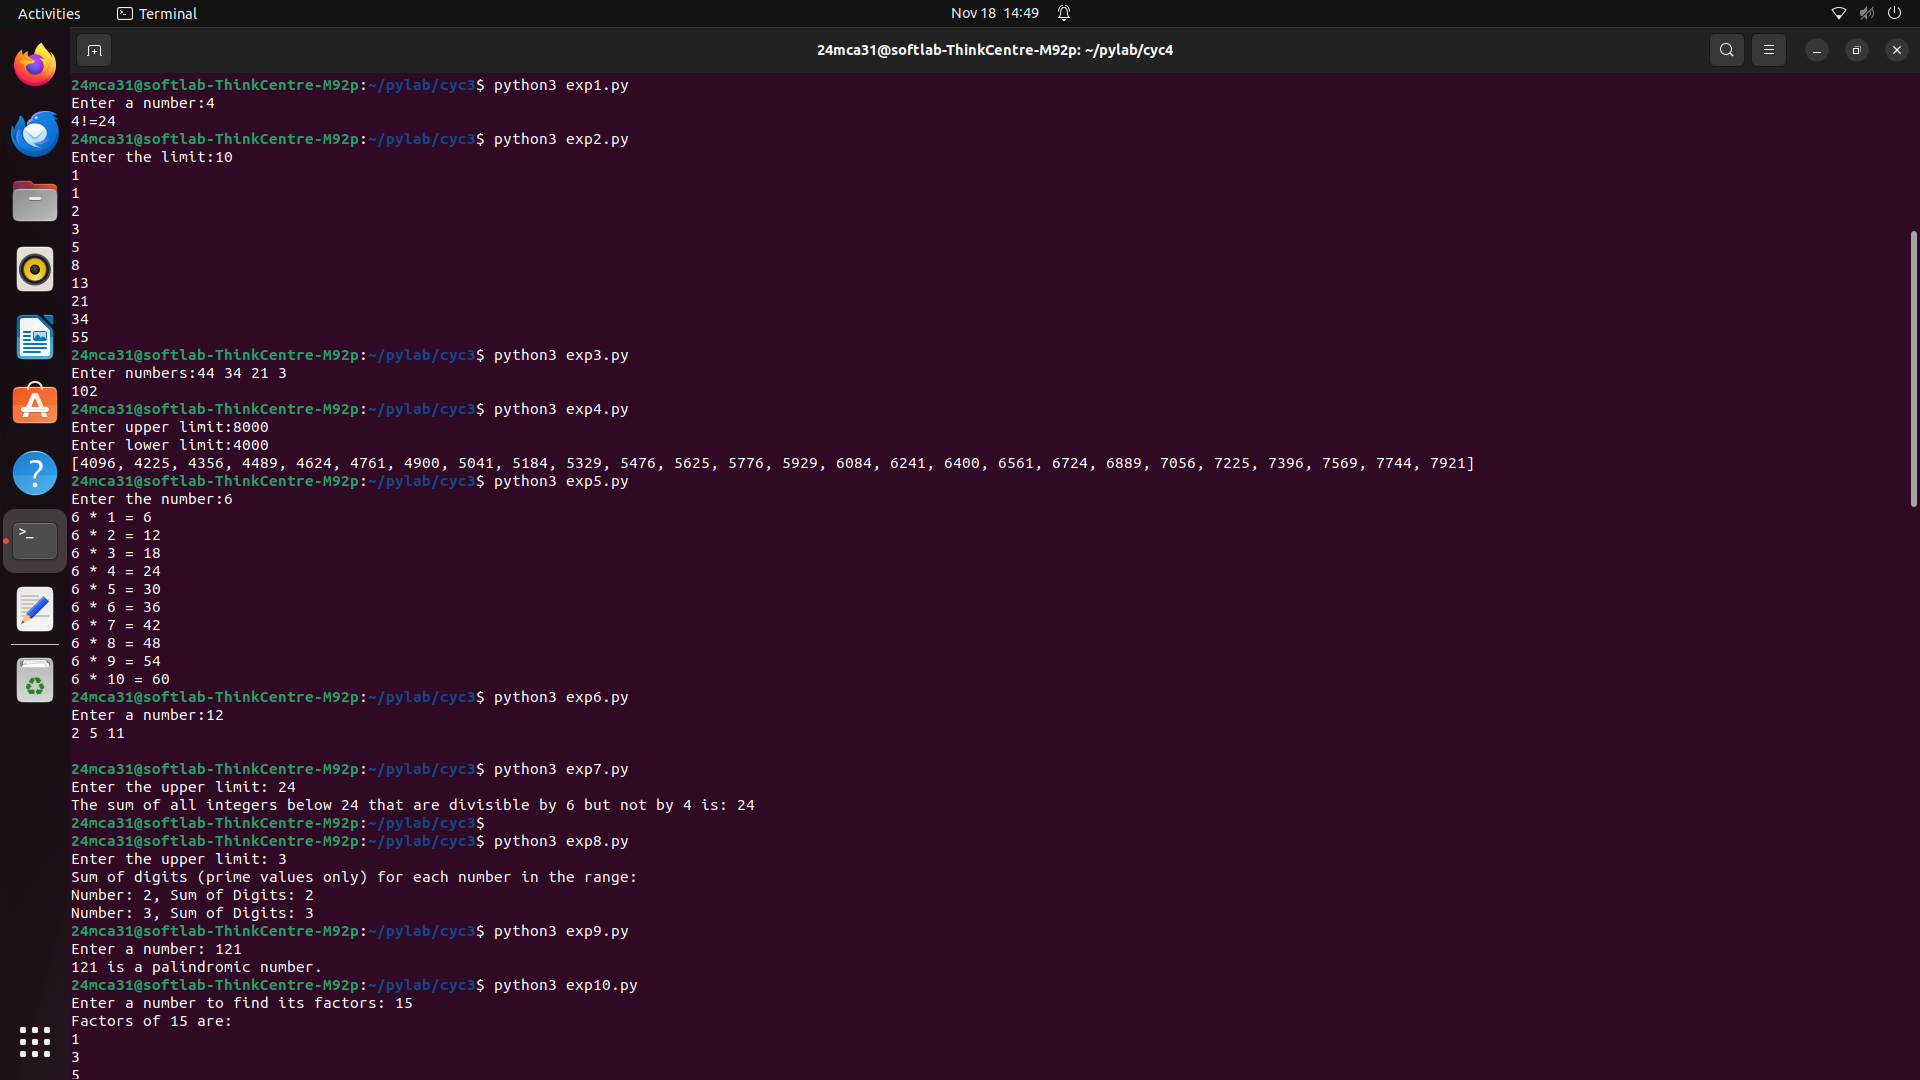 Activities Terminal Nov 18 14:49
24mca31@softlab-ThinkCentre-M92p: ~/pylab/cyc4
24mca31@softlab-ThinkCentre-M92p:~/pylab/cyc3$ python3 exp1.py
Enter a number:4
4!=24
24mca31@softlab-ThinkCentre-M92p:~/pylab/cyc3$ python3 exp2.py
Enter the limit:10
1
1
2
3
5
8
13
21
34
55
24mca31@softlab-ThinkCentre-M92p:~/pylab/cyc3$ python3 exp3.py
Enter numbers:44 34 21 3
102
24mca31@softlab-ThinkCentre-M92p:~/pylab/cyc3$ python3 exp4.py
Enter upper limit:8000
Enter lower limit:4000
[4096, 4225, 4356, 4489, 4624, 4761, 4900, 5041, 5184, 5329, 5476, 5625, 5776, 5929, 6084, 6241, 6400, 6561, 6724, 6889, 7056, 7225, 7396, 7569, 7744, 7921]
24mca31@softlab-ThinkCentre-M92p:~/pylab/cyc3$ python3 exp5.py
Enter the number:6
6 * 1 = 6
6 * 2 = 12
6 * 3 = 18
6 * 4 = 24
6 * 5 = 30
6 * 6 = 36
6 * 7 = 42
6 * 8 = 48
6 * 9 = 54
6 * 10 = 60
24mca31@softlab-ThinkCentre-M92p:~/pylab/cyc3$ python3 exp6.py
Enter a number:12
2 5 11
24mca31@softlab-ThinkCentre-M92p:~/pylab/cyc3$ python3 exp7.py
Enter the upper limit: 24
The sum of all integers below 24 that are divisible by 6 but not by 4 is: 24
24mca31@softlab-ThinkCentre-M92p:~/pylab/cyc3$
24mca31@softlab-ThinkCentre-M92p:~/pylab/cyc3$ python3 exp8.py
Enter the upper limit: 3
Sum of digits (prime values only) for each number in the range:
Number: 2, Sum of Digits: 2
Number: 3, Sum of Digits: 3
24mca31@softlab-ThinkCentre-M92p:~/pylab/cyc3$ python3 exp9.py
Enter a number: 121
121 is a palindromic number.
24mca31@softlab-ThinkCentre-M92p:~/pylab/cyc3$ python3 exp10.py
Enter a number to find its factors: 15
Factors of 15 are:
1
3
5